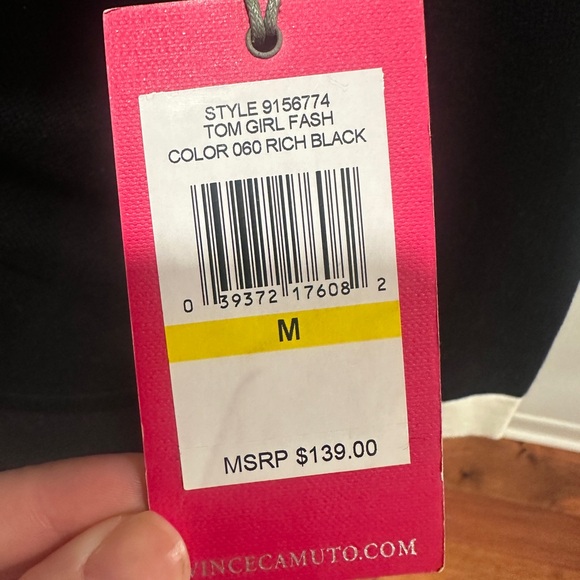 STYLE 9156774
TOM GIRL FASH
COLOR 060 RICH BLACK
0 39372 17608 2
M
MSRP $139.00
VINCECAMUTO.COM